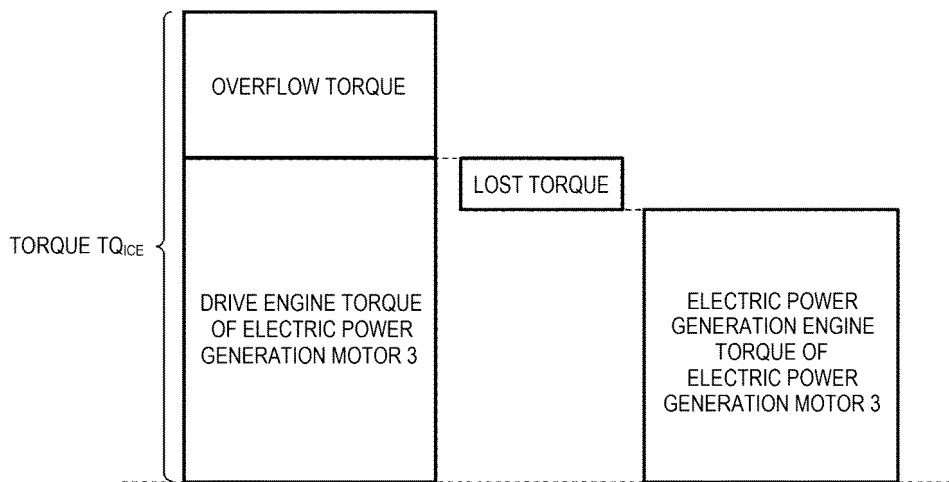 OVERFLOW TORQUE
LOST TORQUE
TORQUE TQICE
DRIVE ENGINE TORQUE
OF ELECTRIC POWER
GENERATION MOTOR 3
ELECTRIC POWER
GENERATION ENGINE
TORQUE OF
ELECTRIC POWER
GENERATION MOTOR 3